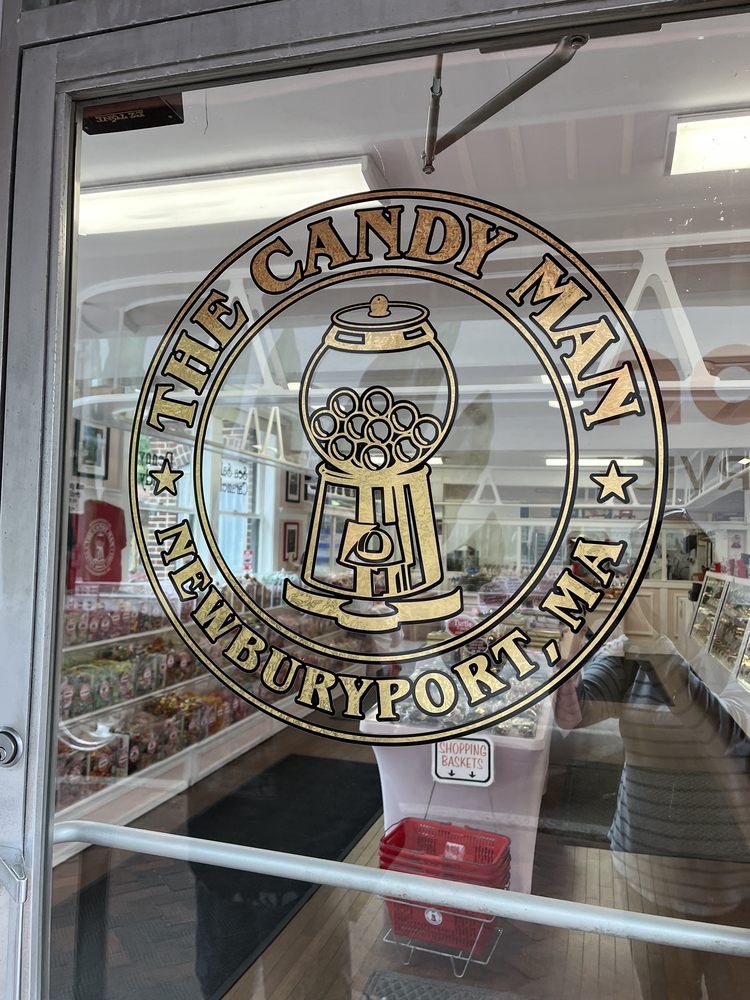 THE CANDY MAN
NEWBURYPORT, MA
SHOPPING
BASKETS